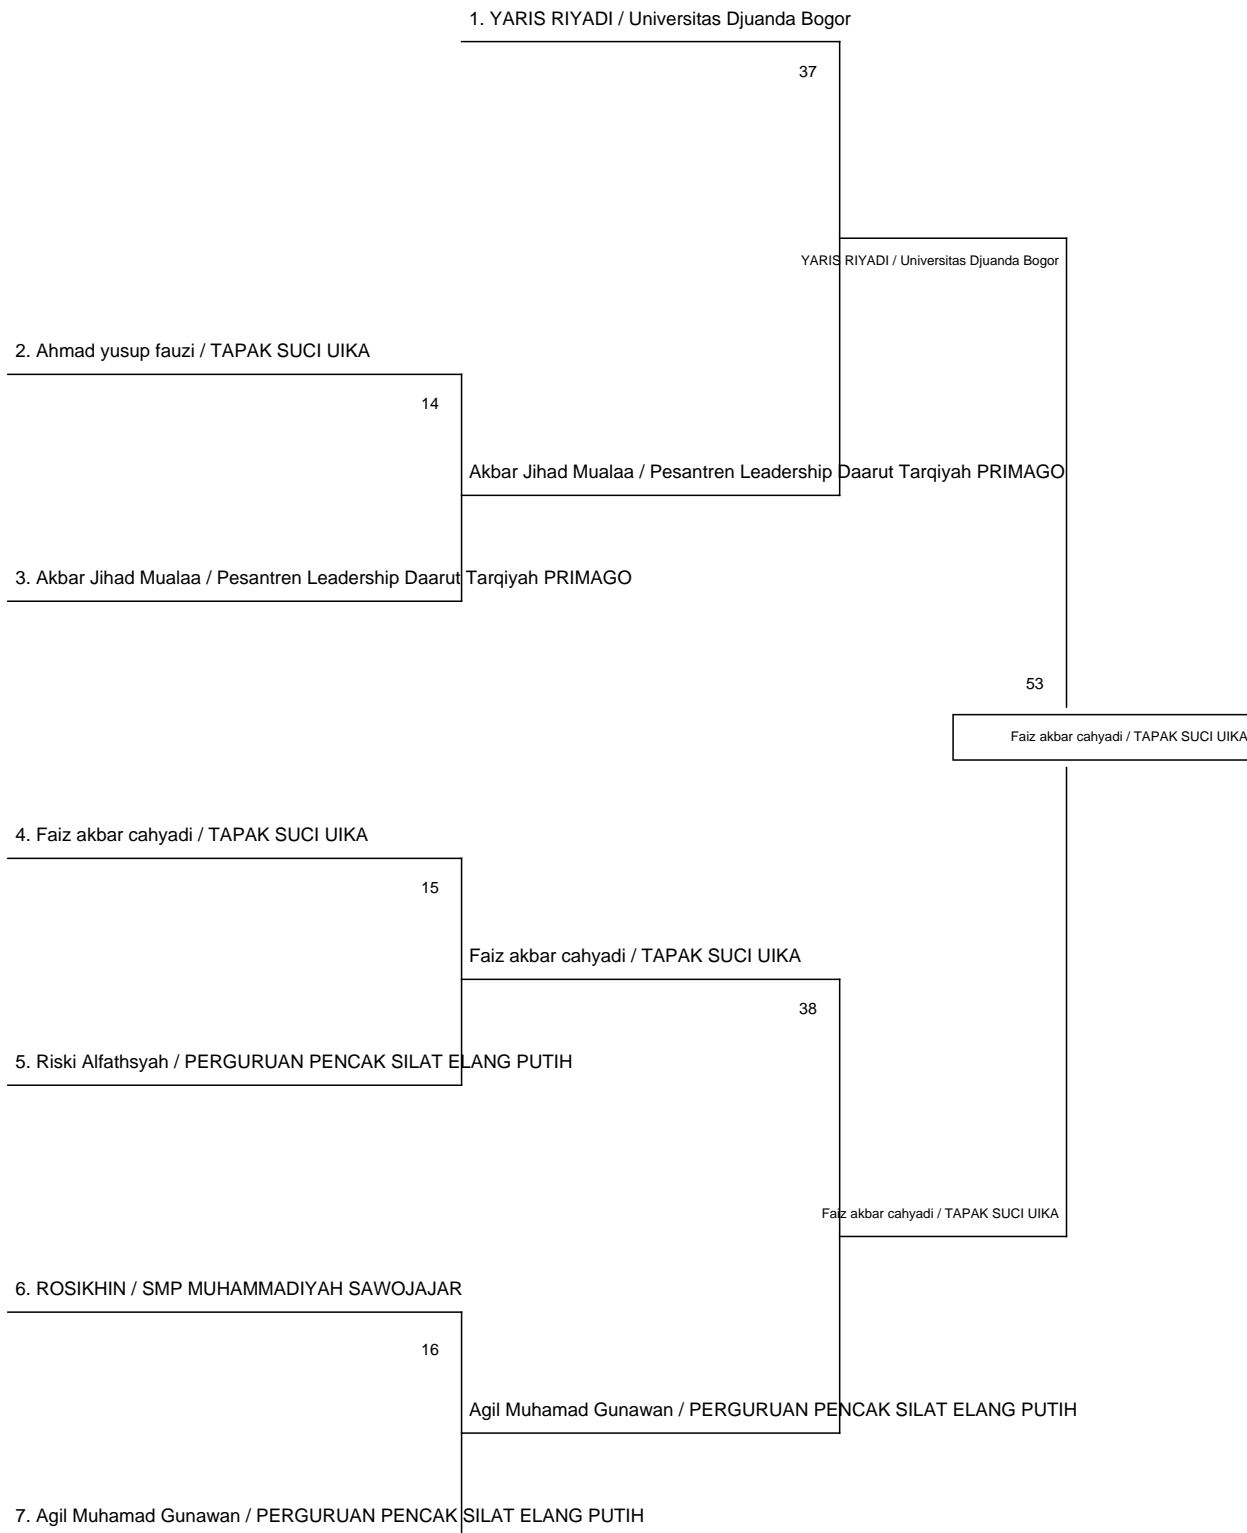 1. YARIS RIYADI / Universitas Djuanda Bogor
37
YARIS RIYADI / Universitas Djuanda Bogor
2. Ahmad yusup fauzi / TAPAK SUCI UIKA
14
Akbar Jihad Mualaa / Pesantren Leadership Daarut Tarqiyah PRIMAGO
3. Akbar Jihad Mualaa / Pesantren Leadership Daarut Tarqiyah PRIMAGO
53
Faiz akbar cahyadi / TAPAK SUCI UIKA
4. Faiz akbar cahyadi / TAPAK SUCI UIKA
15
Faiz akbar cahyadi / TAPAK SUCI UIKA
38
5. Riski Alfathsyah / PERGURUAN PENCAK SILAT ELANG PUTIH
Faiz akbar cahyadi / TAPAK SUCI UIKA
6. ROSIKHIN / SMP MUHAMMADIYAH SAWOJAJAR
16
Agil Muhamad Gunawan / PERGURUAN PENCAK SILAT ELANG PUTIH
7. Agil Muhamad Gunawan / PERGURUAN PENCAK SILAT ELANG PUTIH